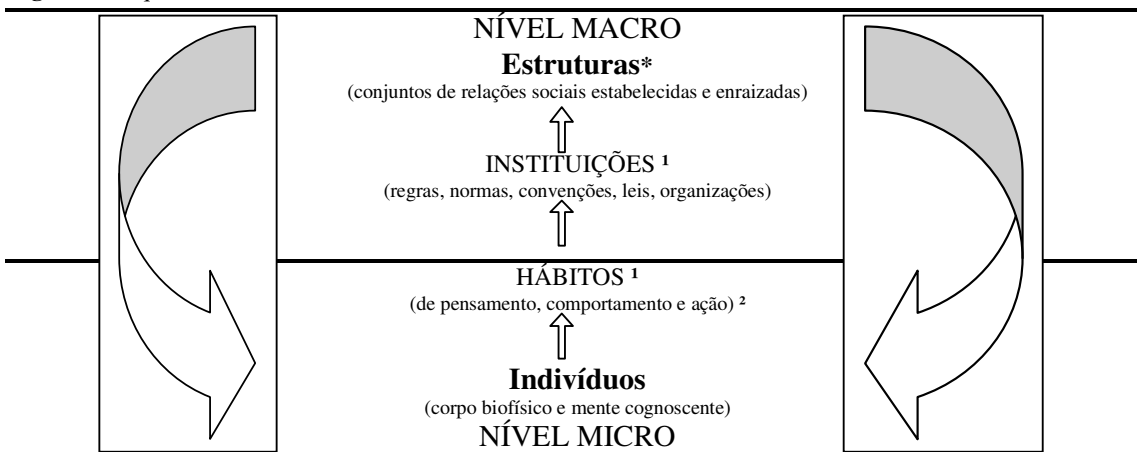 NÍVEL MACRO
Estruturas*
(conjuntos de relações sociais estabelecidas e enraizadas)
INSTITUIÇÕES ¹
(regras, normas, convenções, leis, organizações)
HÁBITOS ¹
(de pensamento, comportamento e ação) ²
Indivíduos
(corpo biofísico e mente cognoscente)
NÍVEL MICRO